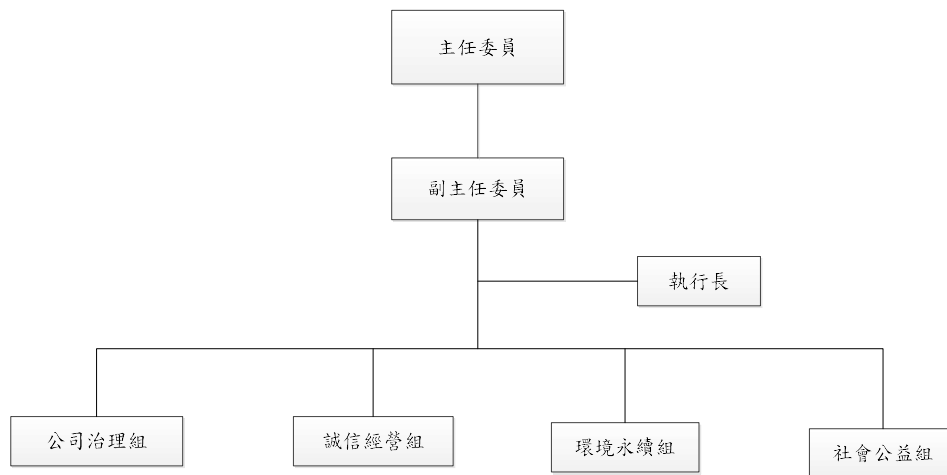 主任委員
副主任委員
執行長
公司治理組
誠信經營組
環境永續組
社會公益組